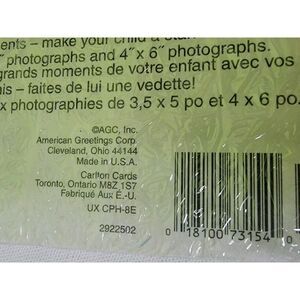 ents – make your child a star!
″ photographs and 4″x 6″ photographs.
grands moments de votre enfant avec vos
nis – faites de lui une vedette!
x photographies de 3,5 x 5 po et 4 x 6 po.
©AGC, Inc.
American Greetings Corp
Cleveland, Ohio 44144
Made in U.S.A.
Carlton Cards
Toronto, Ontario M8Z 1S7
Fabriqué Aux É.-U.
UX CPH-8E
2922502
0 18100 73154
0 18